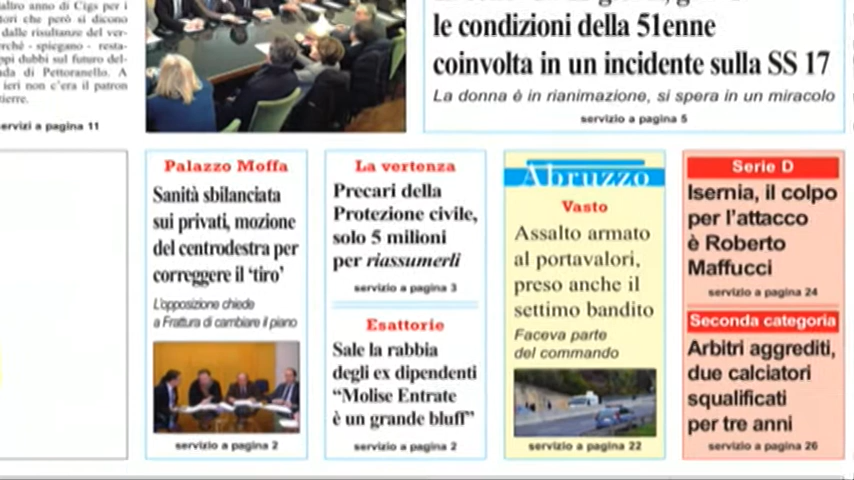 altro anno di Cigs per i
tori che però si dicono
dalle risultanze del ver-
erché - spiegano - resta-
ppi dubbi sul futuro del-
da di Pettoranello. A
ieri non c'era il patron
tierre.
servizi a pagina 11
le condizioni della 51enne
coinvolta in un incidente sulla SS 17
La donna è in rianimazione, si spera in un miracolo
servizio a pagina 5
Palazzo Moffa
Sanità sbilanciata
sui privati, mozione
del centrodestra per
correggere il 'tiro'
L'opposizione chiede
a Frattura di cambiare il piano
servizio a pagina 2
La vertenza
Precari della
Protezione civile,
solo 5 milioni
per riassumerli
servizio a pagina 3
Esattorie
Sale la rabbia
degli ex dipendenti
“Molise Entrate
è un grande bluff”
servizio a pagina 2
Abruzzo
Vasto
Assalto armato
al portavalori,
preso anche il
settimo bandito
Faceva parte
del commando
servizio a pagina 22
Serie D
Isernia, il colpo
per l'attacco
è Roberto
Maffucci
servizio a pagina 24
Seconda categoria
Arbitri aggrediti,
due calciatori
squalificati
per tre anni
servizio a pagina 26